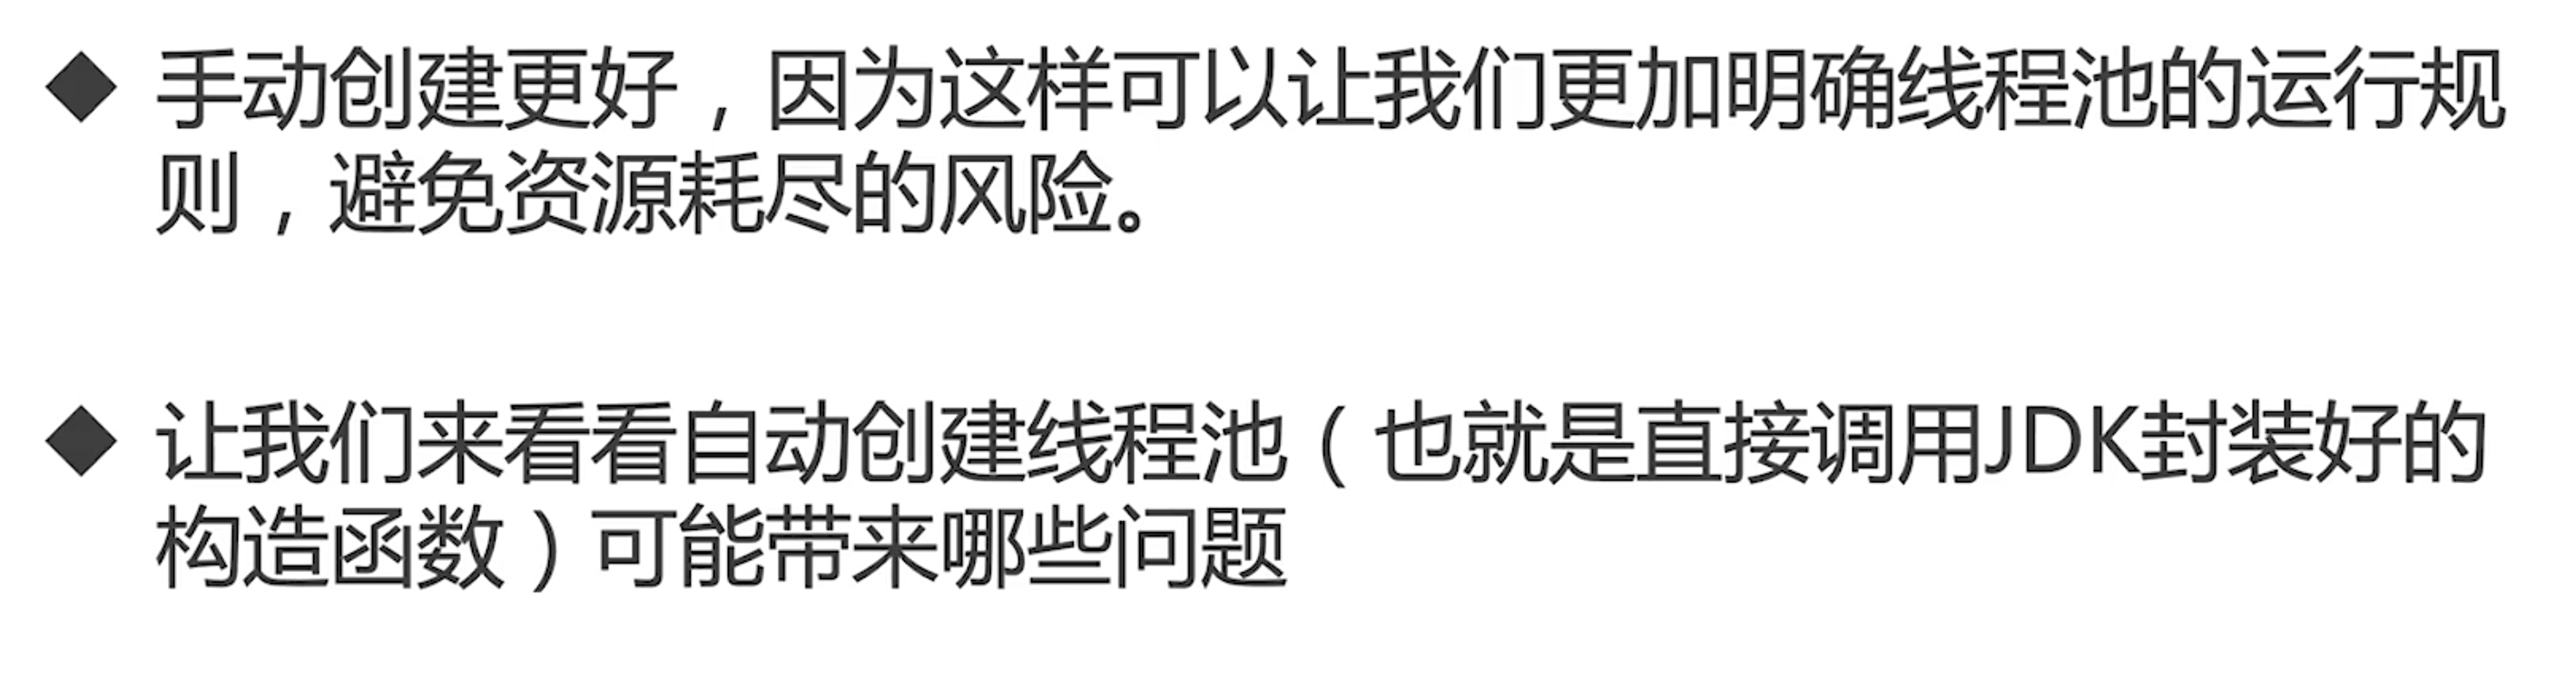 ◆ 手动创建更好，因为这样可以让我们更加明确线程池的运行规
则，避免资源耗尽的风险。
◆ 让我们来看看自动创建线程池（也就是直接调用JDK封装好的
构造函数）可能带来哪些问题